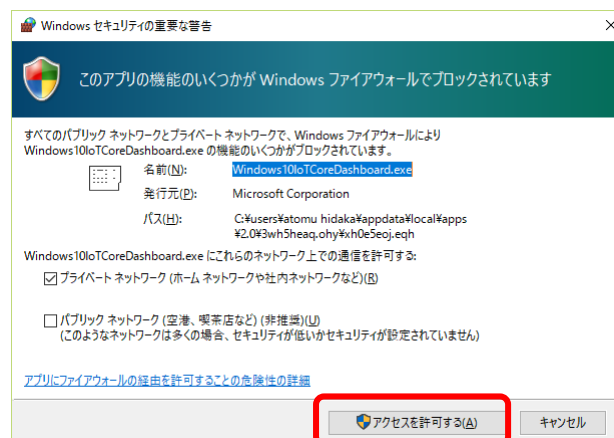 Windows セキュリティの重要な警告
このアプリの機能のいくつかが Windows ファイアウォールでブロックされています
すべてのパブリック ネットワークとプライベート ネットワークで、Windows ファイアウォールにより
Windows10IoTCoreDashboard.exe の機能のいくつかがブロックされています。
名前(N): Windows10IoTCoreDashboard.exe
発行元(P): Microsoft Corporation
パス(H): C:¥users¥atomu hidaka¥appdata¥local¥apps
¥2.0¥3wh5heaq.ohy¥xh0e5eoj.eqh
Windows10IoTCoreDashboard.exe にこれらのネットワーク上での通信を許可する:
プライベート ネットワーク (ホーム ネットワークや社内ネットワークなど)(R)
パブリック ネットワーク (空港、喫茶店など) (非推奨)(U)
(このようなネットワークは多くの場合、セキュリティが低いかセキュリティが設定されていません)
アプリにファイアウォールの経由を許可することの危険性の詳細
アクセスを許可する(A) キャンセル